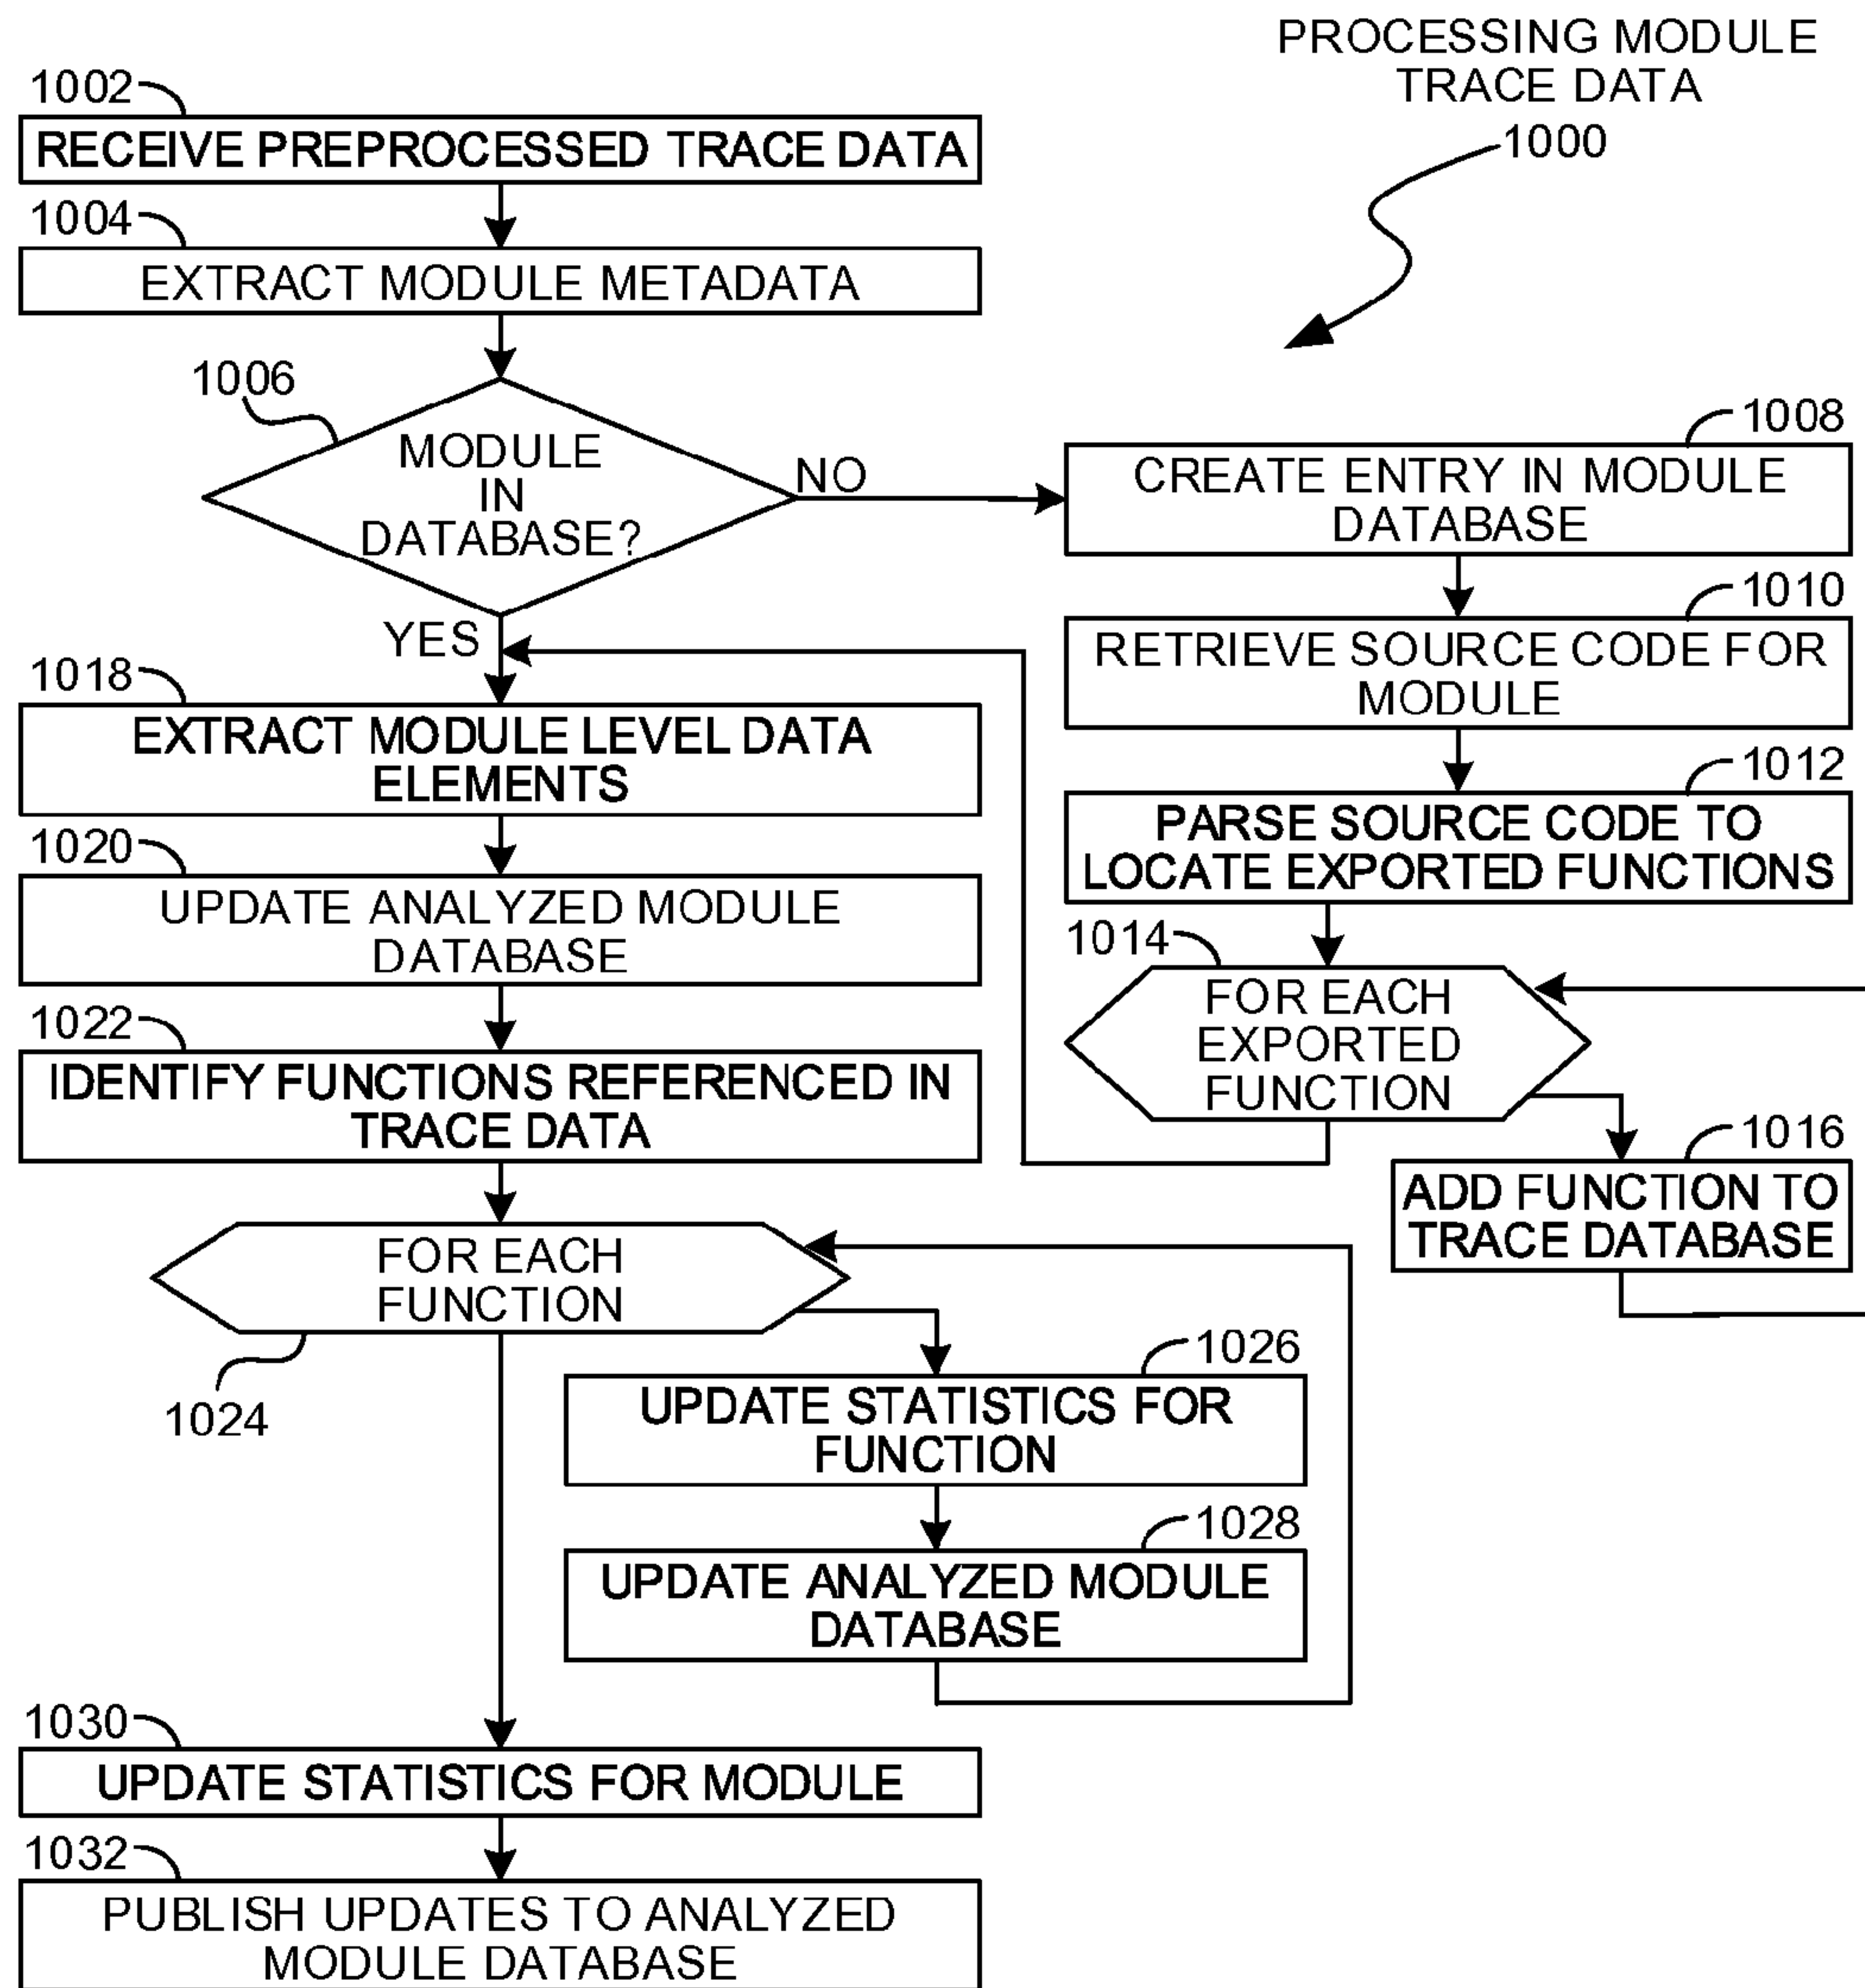 PROCESSING MODULE
TRACE DATA
1000
1002
RECEIVE PREPROCESSED TRACE DATA
1004
EXTRACT MODULE METADATA
1006
MODULE
IN
DATABASE?
NO
YES
1008
CREATE ENTRY IN MODULE
DATABASE
1010
RETRIEVE SOURCE CODE FOR
MODULE
1012
PARSE SOURCE CODE TO
LOCATE EXPORTED FUNCTIONS
1014
FOR EACH
EXPORTED
FUNCTION
1016
ADD FUNCTION TO
TRACE DATABASE
1018
EXTRACT MODULE LEVEL DATA
ELEMENTS
1020
UPDATE ANALYZED MODULE
DATABASE
1022
IDENTIFY FUNCTIONS REFERENCED IN
TRACE DATA
FOR EACH
FUNCTION
1024
1026
UPDATE STATISTICS FOR
FUNCTION
1028
UPDATE ANALYZED MODULE
DATABASE
1030
UPDATE STATISTICS FOR MODULE
1032
PUBLISH UPDATES TO ANALYZED
MODULE DATABASE